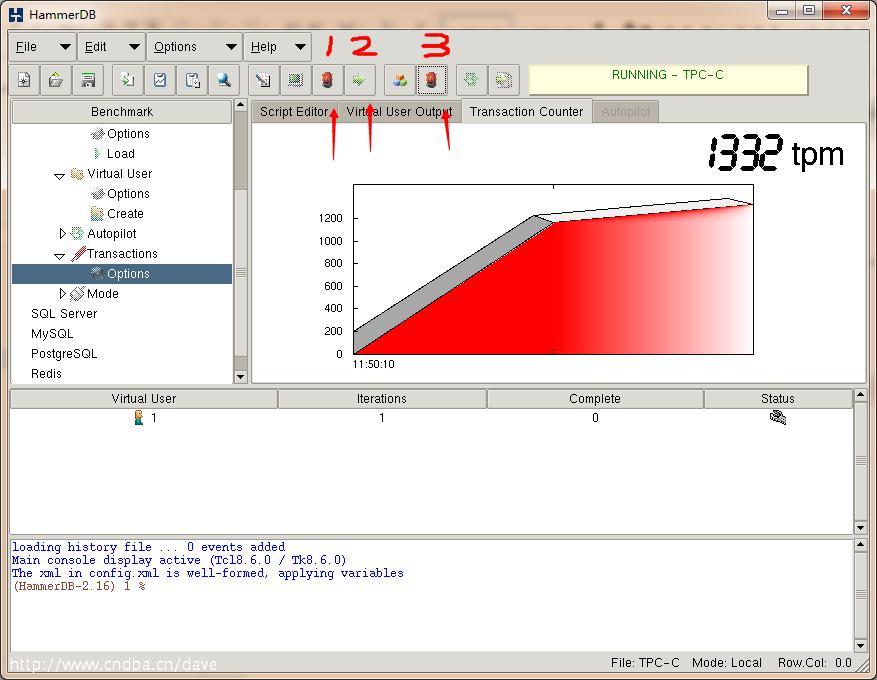 HammerDB
File Edit Options Help 1 2 3
RUNNING - TPC-C
Benchmark
Script Editor Virtual User Output Transaction Counter Autopilot
Options
Load
Virtual User
Options
Create
Autopilot
Transactions
Options
Mode
SQL Server
MySQL
PostgreSQL
Redis
1332 tpm
1200
1000
800
600
400
200
0
11:50:10
Virtual User Iterations Complete Status
1 1 0
loading history file ... 0 events added
Main console display active (Tcl8.6.0 / Tk8.6.0)
The xml in config.xml is well-formed, applying variables
(HammerDB-2.16) 1 %
http://www.cndba.cn/dave
File: TPC-C Mode: Local Row.Col: 0.0